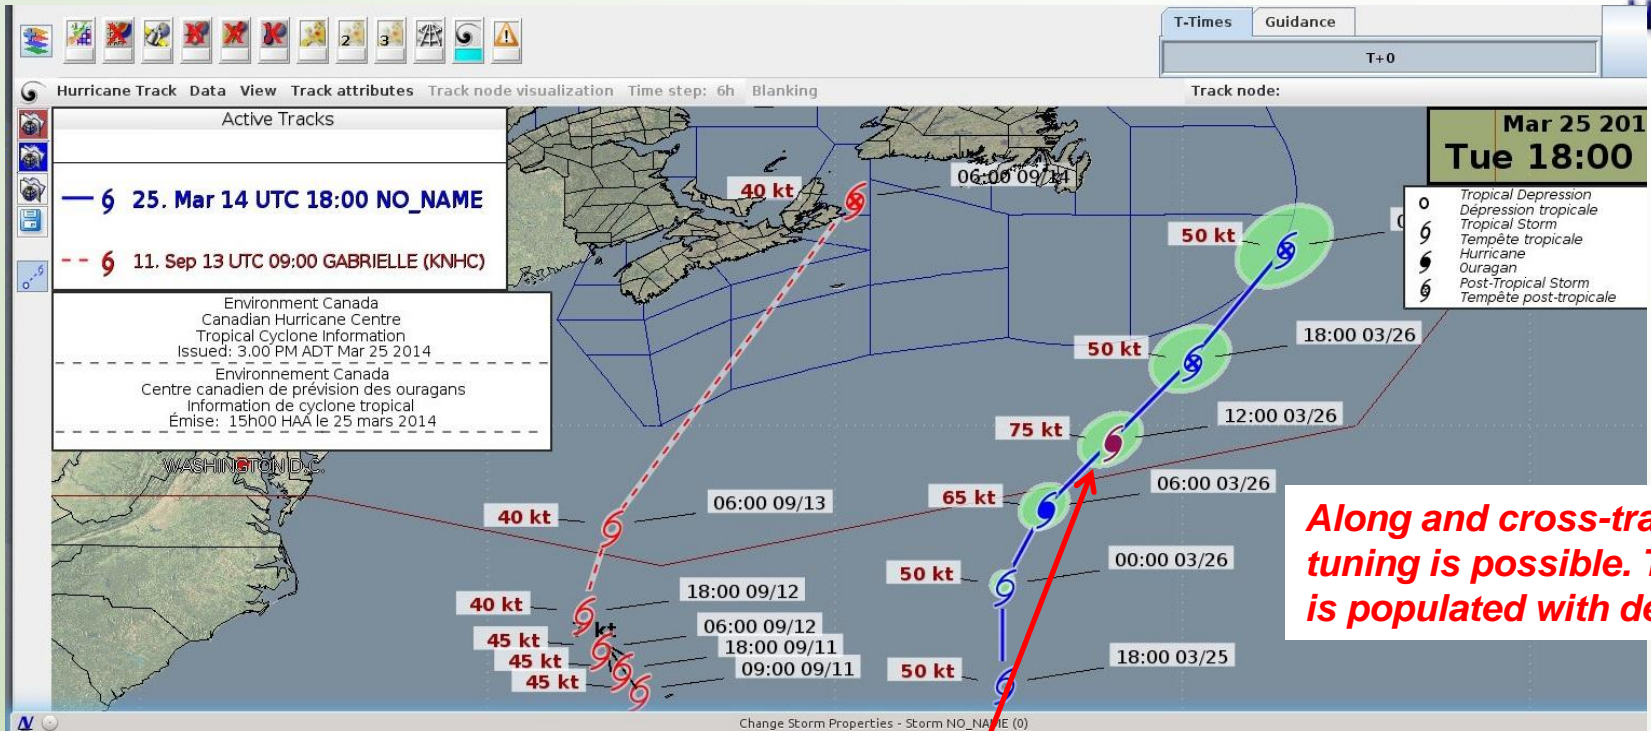 T-Times Guidance
T+0
Hurricane Track Data View Track attributes Track node visualization Time step: 6h Blanking Track node:
Active Tracks
25. Mar 14 UTC 18:00 NO_NAME
11. Sep 13 UTC 09:00 GABRIELLE (KNHC)
Environment Canada
Canadian Hurricane Centre
Tropical Cyclone Information
Issued: 3.00 PM ADT Mar 25 2014
Environnement Canada
Centre canadien de prévision des ouragans
Information de cyclone tropical
Émise: 15h00 HAA le 25 mars 2014
Mar 25 201
Tue 18:00
Tropical Depression
Dépression tropicale
Tropical Storm
Tempête tropicale
Hurricane
Ouragan
Post-Tropical Storm
Tempête post-tropicale
2
3
40 kt
06:00 09/14
50 kt
50 kt
18:00 03/26
75 kt
12:00 03/26
65 kt
06:00 03/26
WASHINGTON D.C.
40 kt
06:00 09/13
50 kt
00:00 03/26
40 kt
18:00 09/12
kt
06:00 09/12
45 kt
18:00 09/11
45 kt
09:00 09/11
45 kt
50 kt
18:00 03/25
Along and cross-tra
tuning is possible. T
is populated with de
Change Storm Properties - Storm NO_NAME (0)